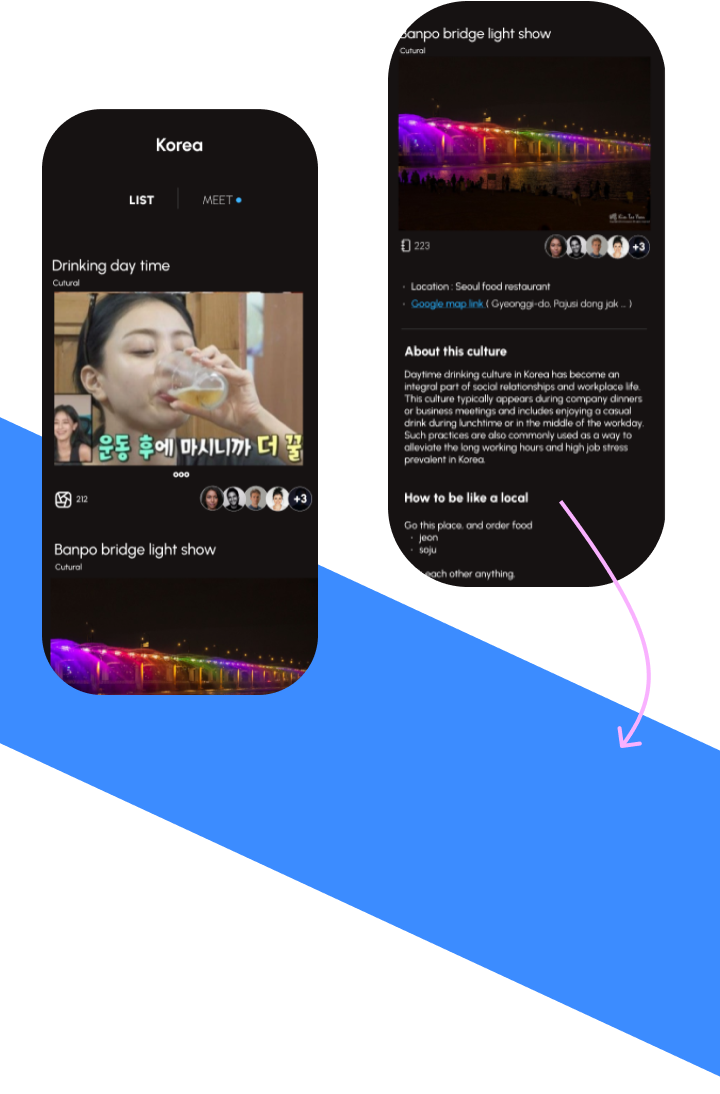 Korea
LIST
MEET
Drinking day time
Cutural
운동 후에 마시니까 더 꿀
212
+3
Banpo bridge light show
Cutural
Banpo bridge light show
Cutural
223
+3
· Location : Seoul food restaurant
· Google map link ( Gyeonggi-do, Pajusi dong jak ... )
About this culture
Daytime drinking culture in Korea has become an
integral part of social relationships and workplace life.
This culture typically appears during company dinners
or business meetings and includes enjoying a casual
drink during lunchtime or in the middle of the workday.
Such practices are also commonly used as a way to
alleviate the long working hours and high job stress
prevalent in Korea.
How to be like a local
Go this place. and order food
· jeon
· soju
each other anything.